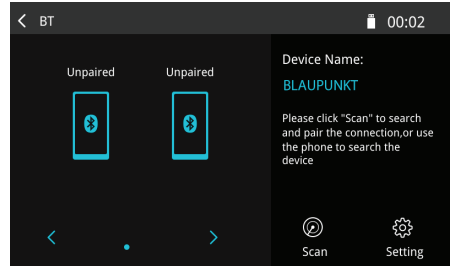 BT
00:02
Unpaired
Unpaired
Device Name:
BLAUPUNKT
Please click "Scan" to search
and pair the connection,or use
the phone to search the
device
Scan
Setting